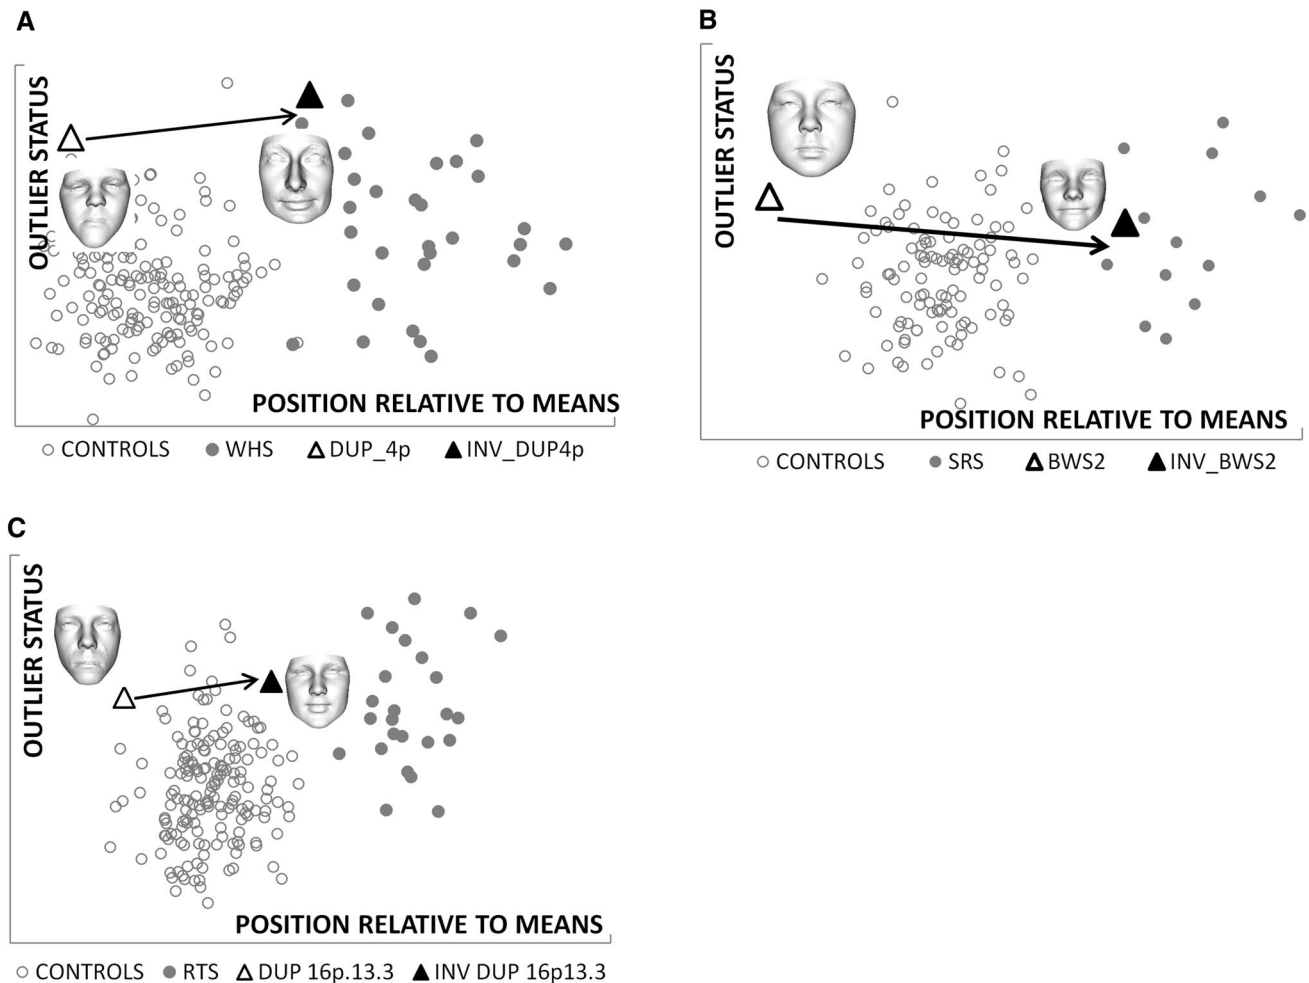 A
OUTLIER STATUS
POSITION RELATIVE TO MEANS
CONTROLS WHS DUP_4p INV_DUP4p
B
OUTLIER STATUS
POSITION RELATIVE TO MEANS
CONTROLS SRS BWS2 INV_BWS2
C
OUTLIER STATUS
POSITION RELATIVE TO MEANS
CONTROLS RTS DUP 16p.13.3 INV DUP 16p13.3